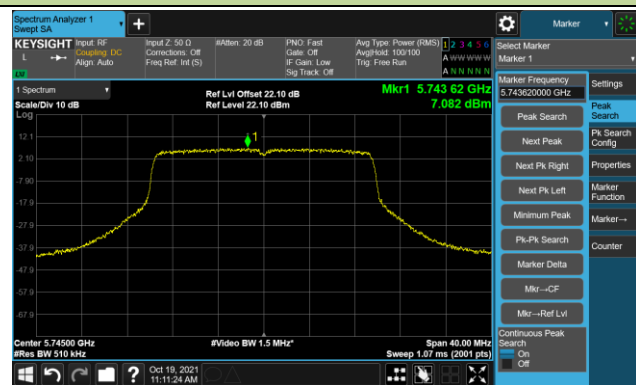 Spectrum Analyzer 1
Swept SA
Marker
KEYSIGHT
L
Input: RF
Coupling: DC
Align: Auto
Input Z: 50 Ω
Corrections: Off
Freq Ref: Int (S)
#Atten: 20 dB
PNO: Fast
Gate: Off
IF Gain: Low
Sig Track: Off
Avg Type: Power (RMS)
Avg|Hold: 100/100
Trig: Free Run
1 2 3 4 5 6
A W W W W W
A N N N N N
Select Marker
Marker 1
1 Spectrum
Scale/Div 10 dB
Log
Ref Lvl Offset 22.10 dB
Ref Level 22.10 dBm
Mkr1 5.743 62 GHz
7.082 dBm
12.1
2.10
-7.90
-17.9
-27.9
-37.9
-47.9
-57.9
-67.9
1
Center 5.74500 GHz
#Res BW 510 kHz
#Video BW 1.5 MHz*
Span 40.00 MHz
Sweep 1.07 ms (2001 pts)
Marker Frequency
5.743620000 GHz
Peak Search
Next Peak
Next Pk Right
Next Pk Left
Minimum Peak
Pk-Pk Search
Marker Delta
Mkr→CF
Mkr→Ref Lvl
Continuous Peak
Search
On
Off
Settings
Peak
Search
Pk Search
Config
Properties
Marker
Function
Marker→
Counter
?
Oct 19, 2021
11:11:24 AM